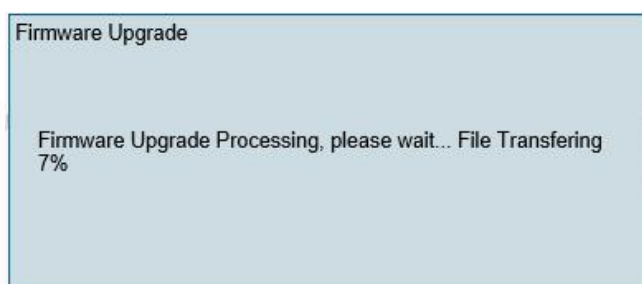 Firmware Upgrade
Firmware Upgrade Processing, please wait... File Transfering
7%